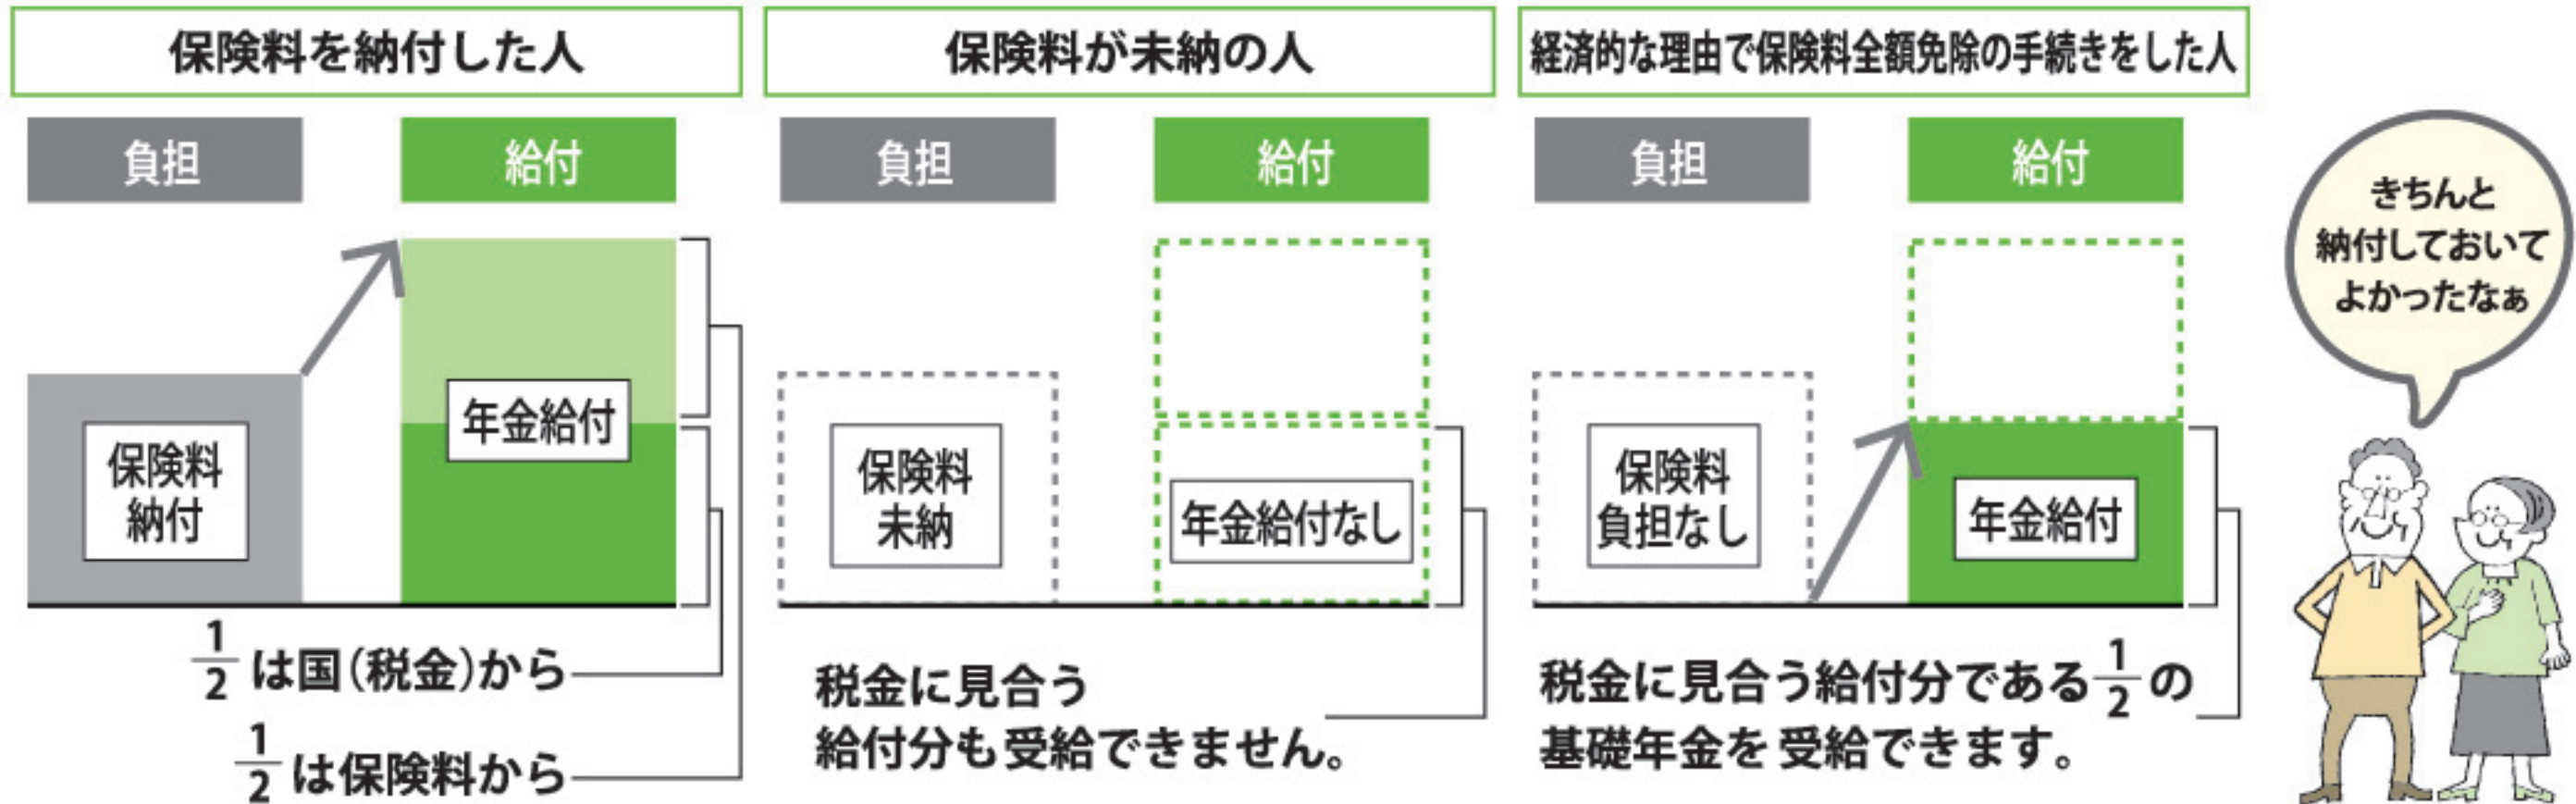 保険料を納付した人
負担
給付
保険料
納付
年金給付
1/2は国(税金)から
1/2は保険料から
保険料が未納の人
負担
給付
保険料
未納
年金給付なし
税金に見合う
給付分も受給できません。
経済的な理由で保険料全額免除の手続きをした人
負担
給付
保険料
負担なし
年金給付
税金に見合う給付分である1/2の
基礎年金を受給できます。
きちんと
納付しておいて
よかったなぁ